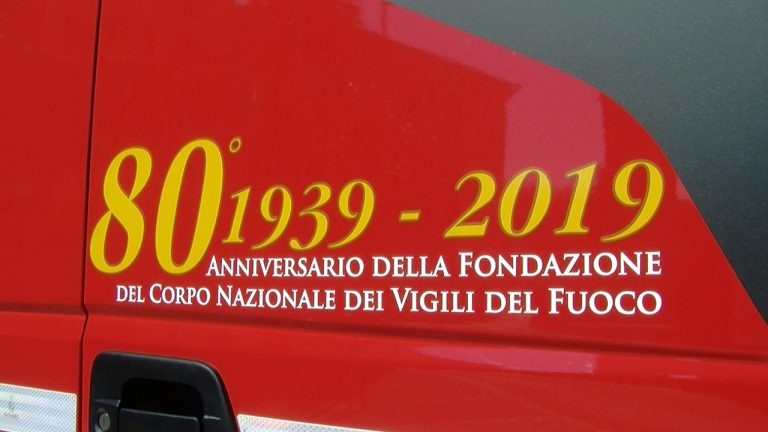 80° 1939 - 2019
ANNIVERSARIO DELLA FONDAZIONE
DEL CORPO NAZIONALE DEI VIGILI DEL FUOCO